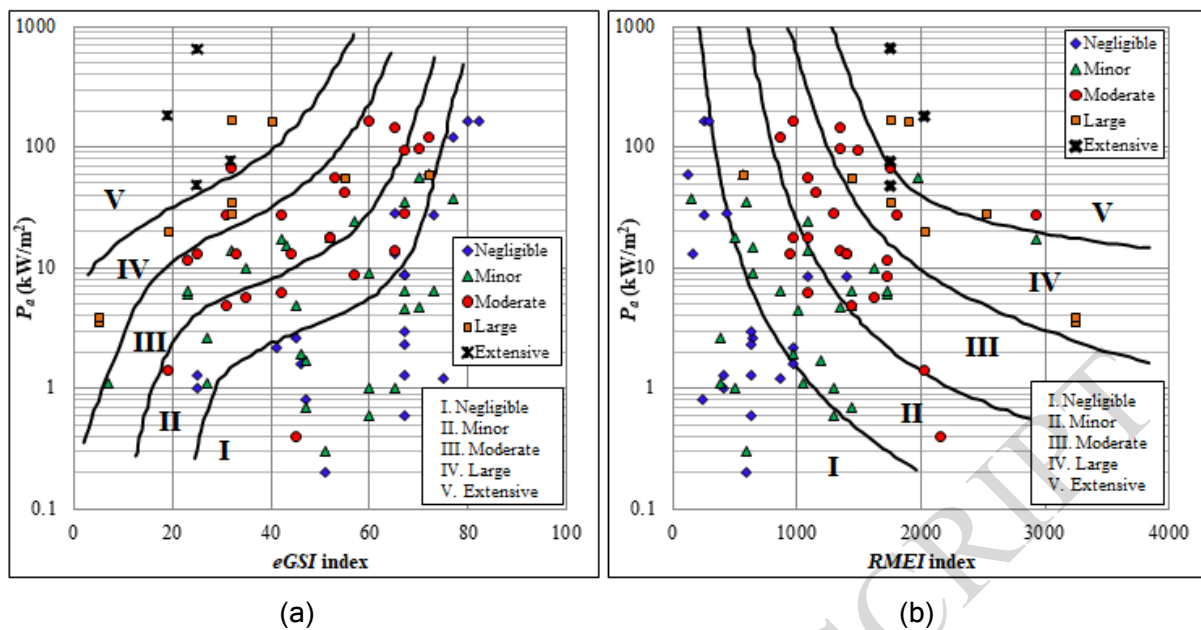 1000
100
10
1
0.1
P_a (kW/m²)
0
20
40
60
80
100
eGSI index
V
IV
III
II
I
Negligible
Minor
Moderate
Large
Extensive
I. Negligible
II. Minor
III. Moderate
IV. Large
V. Extensive
(a)
1000
100
10
1
0.1
P_a (kW/m²)
0
1000
2000
3000
4000
RMEI index
Negligible
Minor
Moderate
Large
Extensive
V
IV
III
II
I
I. Negligible
II. Minor
III. Moderate
IV. Large
V. Extensive
(b)
SCRIPT